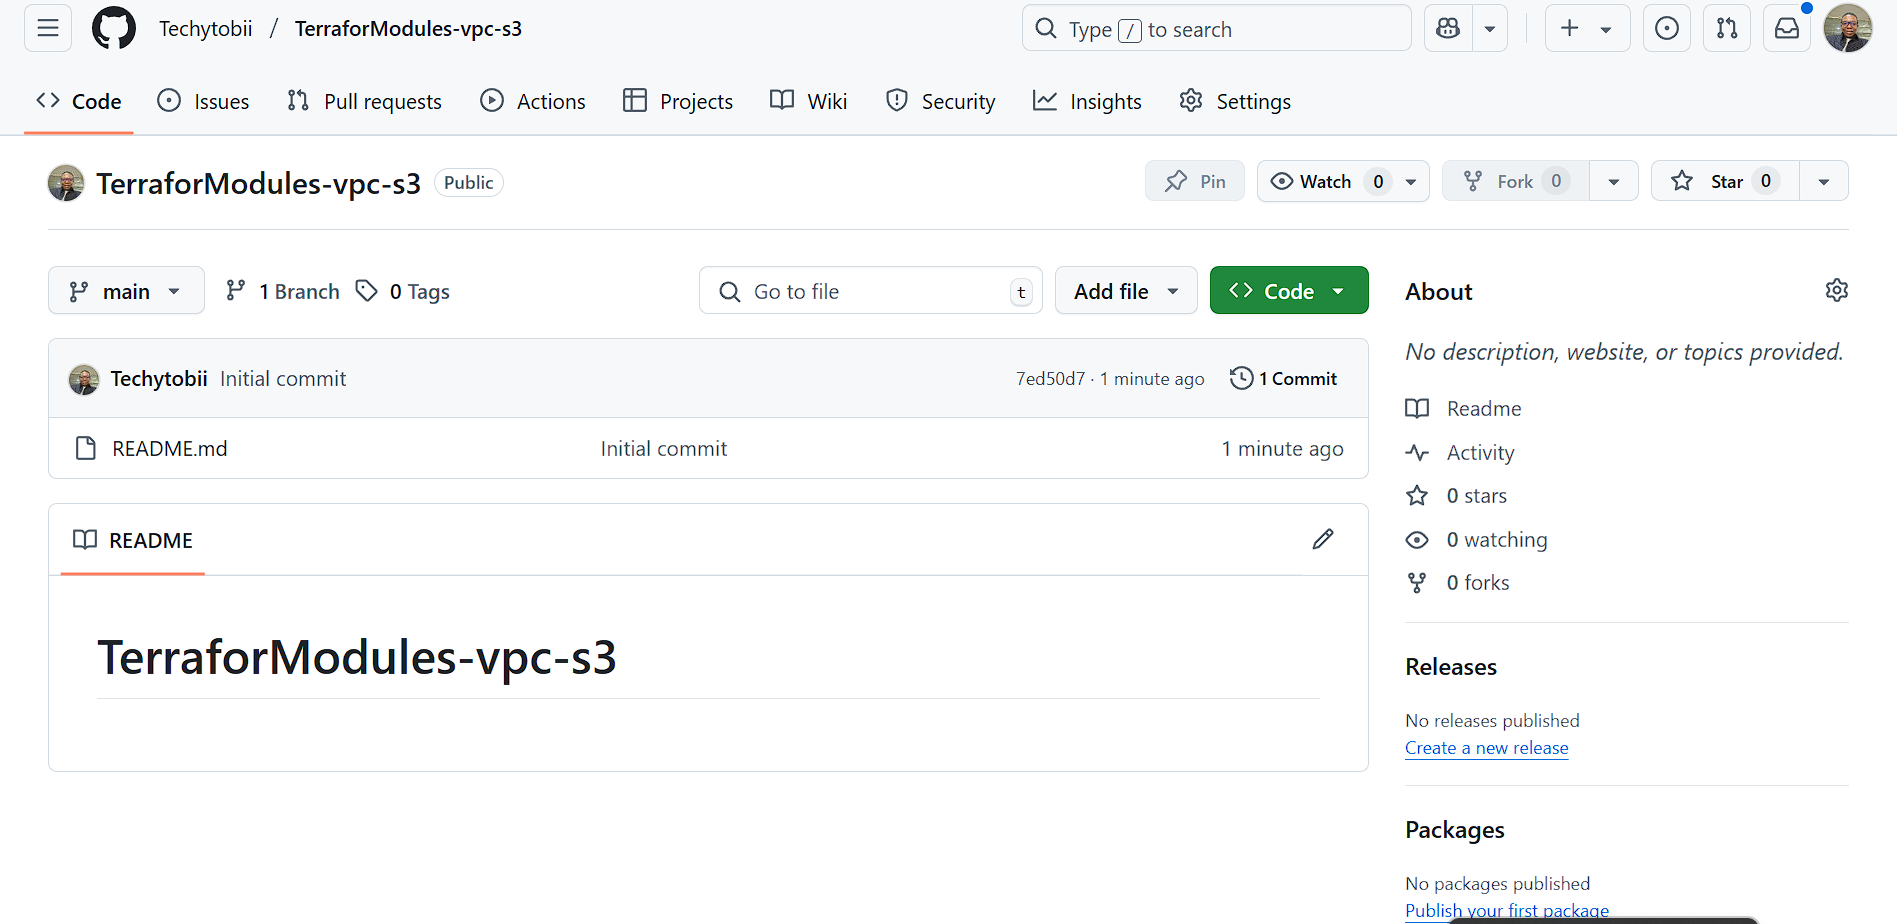 Techytobii / TerraforModules-vpc-s3 Type / to search
Code Issues Pull requests Actions Projects Wiki Security Insights Settings
TerraforModules-vpc-s3 Public Pin Watch 0 Fork 0 Star 0
main 1 Branch 0 Tags Go to file t Add file Code
Techytobii Initial commit 7ed50d7 · 1 minute ago 1 Commit
README.md Initial commit 1 minute ago
README
TerraforModules-vpc-s3
About
No description, website, or topics provided.
Readme
Activity
0 stars
0 watching
0 forks
Releases
No releases published
Create a new release
Packages
No packages published
Publish your first package